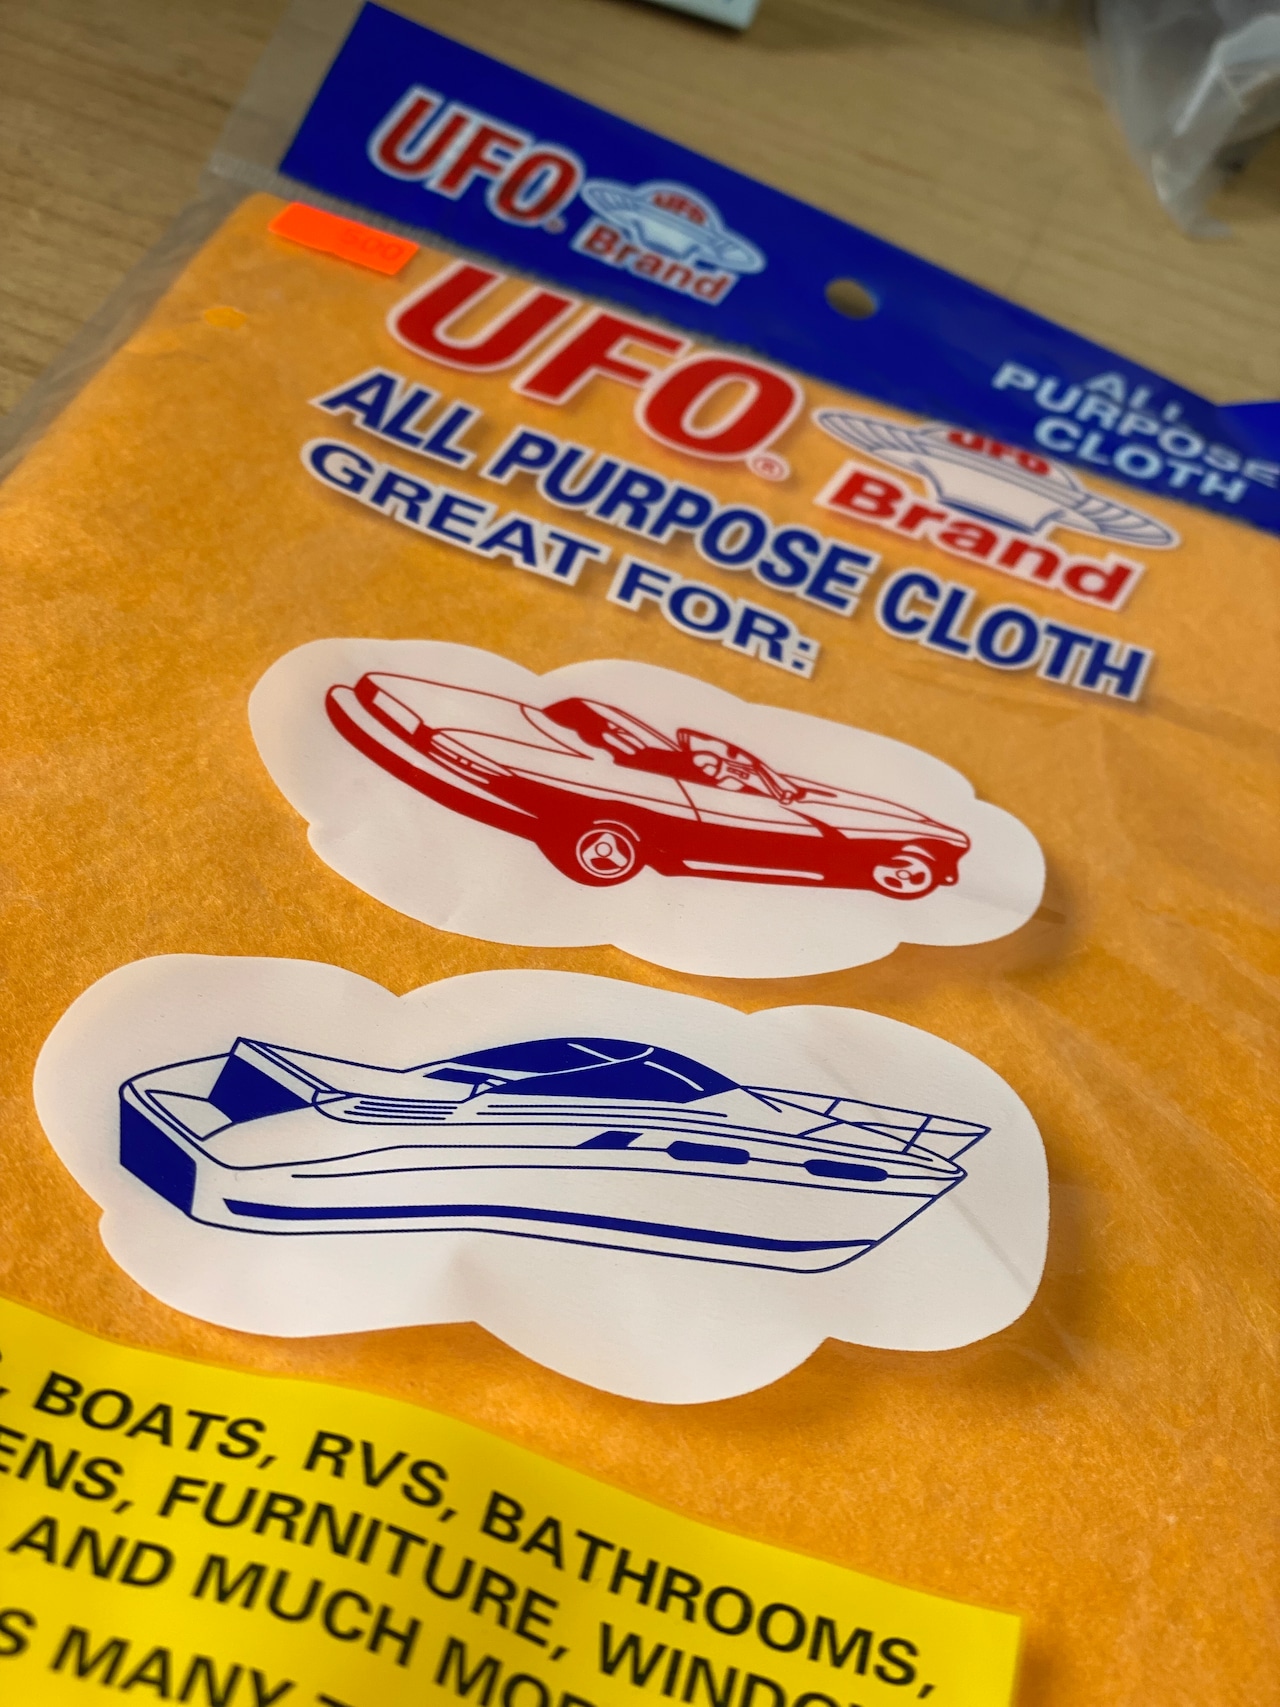 UFO®
UFO
Brand
ALL
PURPOSE
CLOTH
500
UFO®
UFO
Brand
ALL PURPOSE CLOTH
GREAT FOR:
BOATS, RVS, BATHROOMS,
FURNITURE,
AND MUCH
MANY